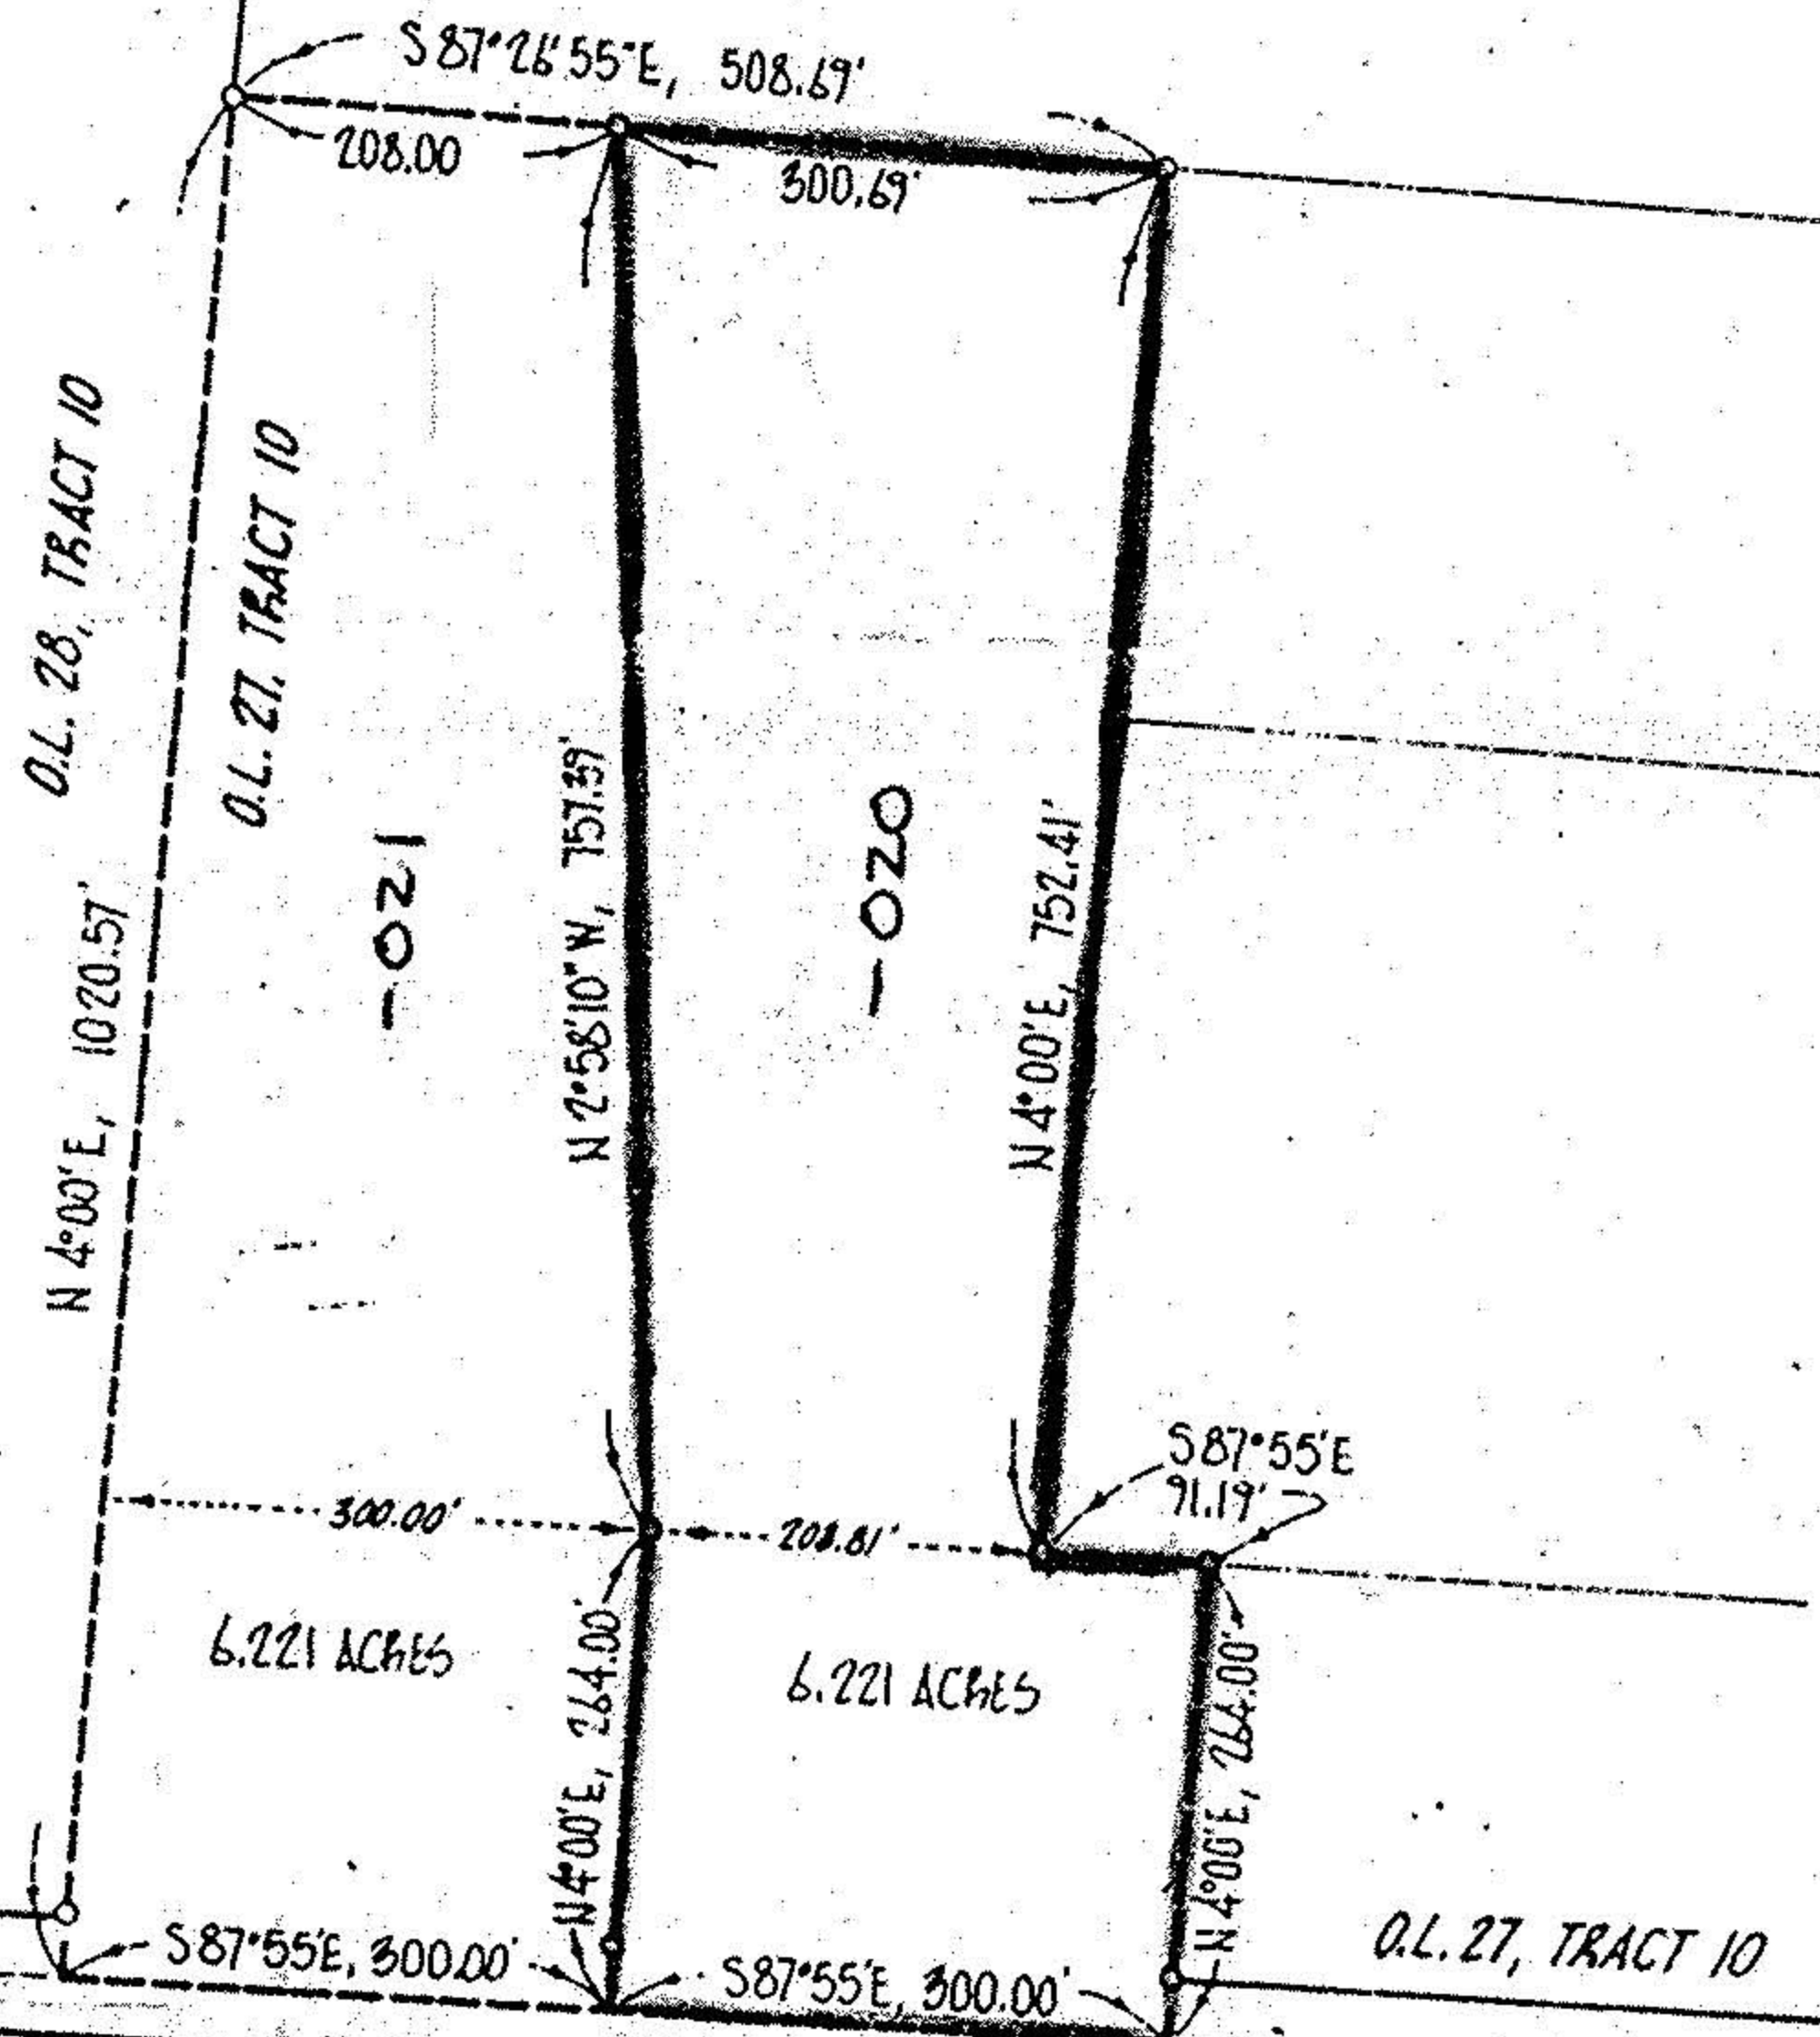 S 87°26'55"E, 508.69'
208.00
300.69'
O.L. 28, TRACT 10
O.L. 27, TRACT 10
N 4°00'E, 1020.57'
-021
N 2°58'10"W, 757.39'
-020
N 4°00'E, 752.41'
S 87°55'E
91.19'
300.00'
208.81'
6.221 ACRES
6.221 ACRES
N 4°00'E, 264.00'
N 4°00'E, 264.00'
S 87°55'E, 300.00'
S 87°55'E, 300.00'
O.L. 27, TRACT 10